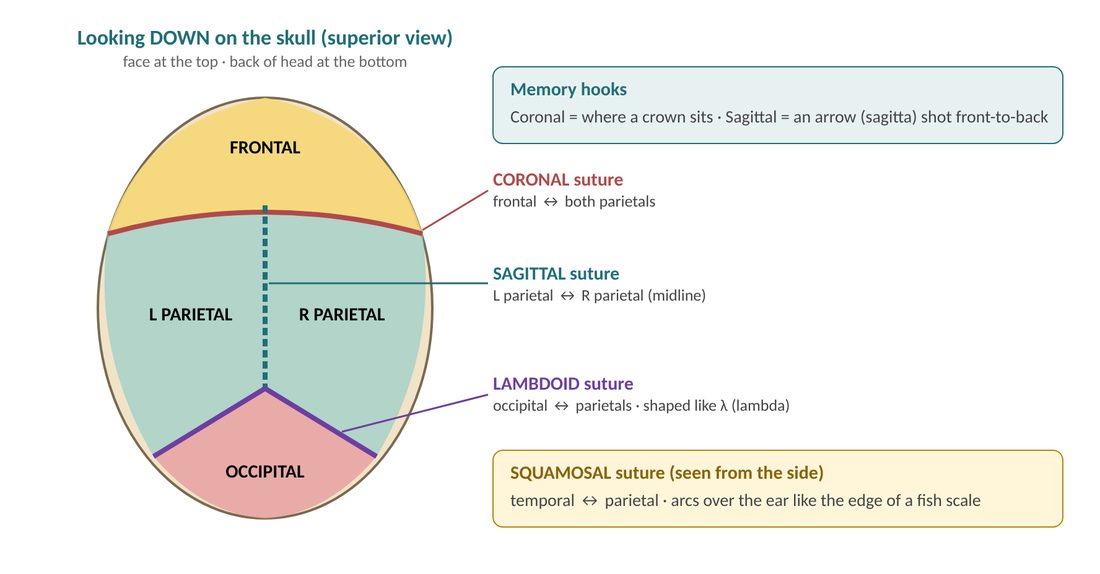 Looking DOWN on the skull (superior view)
face at the top · back of head at the bottom
Memory hooks
Coronal = where a crown sits · Sagittal = an arrow (sagitta) shot front-to-back
FRONTAL
CORONAL suture
frontal ↔ both parietals
SAGITTAL suture
L parietal ↔ R parietal (midline)
L PARIETAL
R PARIETAL
LAMBDOID suture
occipital ↔ parietals · shaped like λ (lambda)
OCCIPITAL
SQUAMOSAL suture (seen from the side)
temporal ↔ parietal · arcs over the ear like the edge of a fish scale